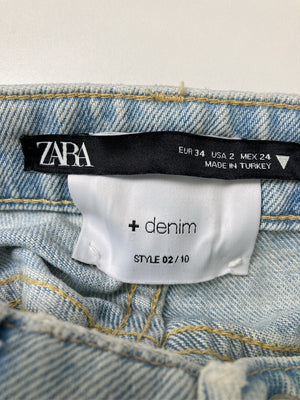 ZARA
EUR 34 USA 2 MEX 24
MADE IN TURKEY
+ denim
STYLE 02/10